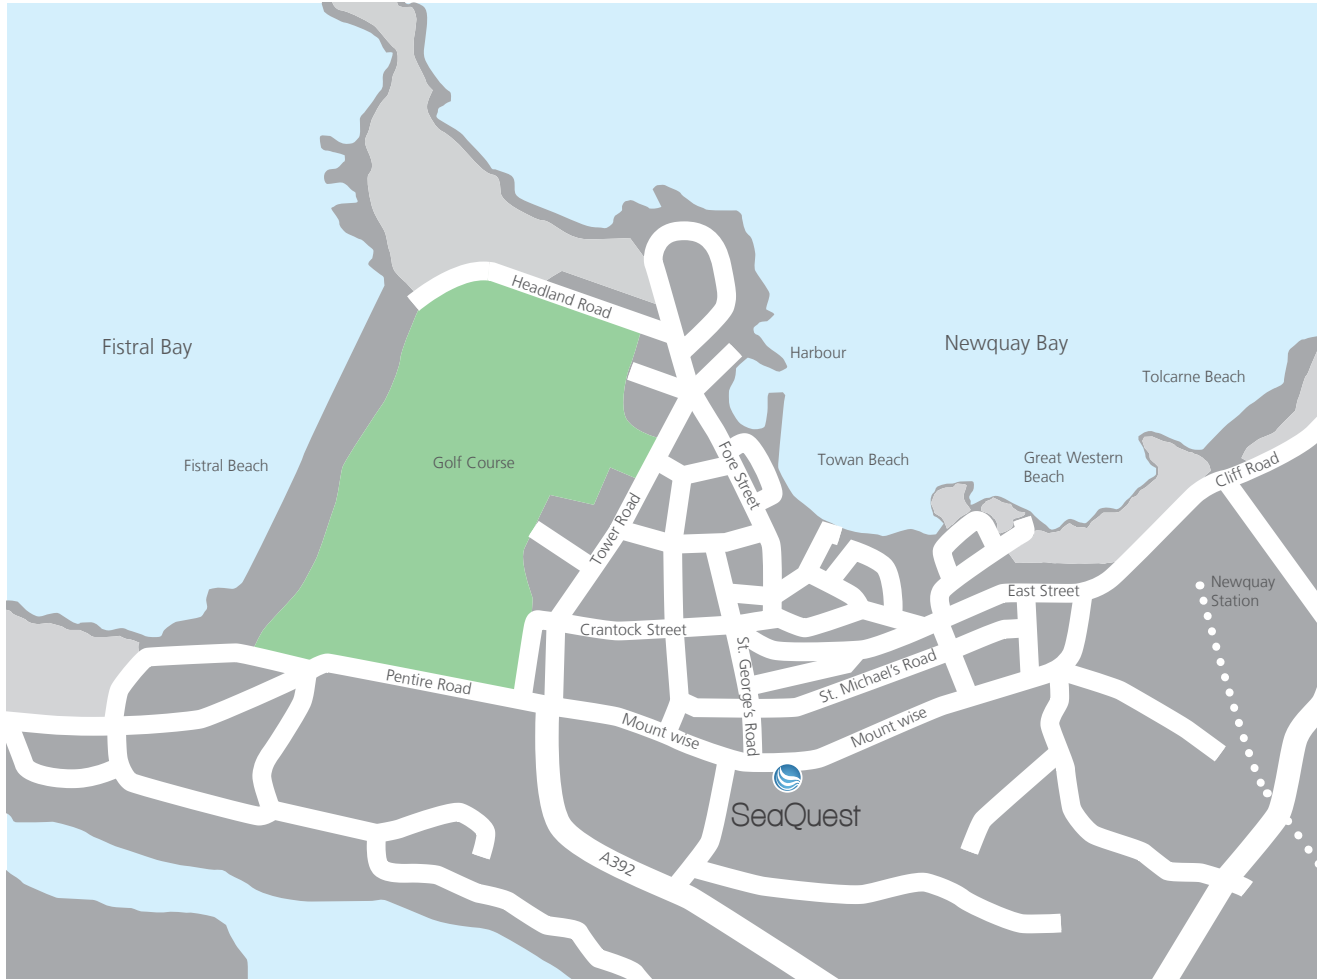 Headland Road
Fistral Bay
Harbour
Newquay Bay
Tolcarne Beach
Fistral Beach
Golf Course
Fore Street
Towan Beach
Great Western
Beach
Cliff Road
Tower Road
Newquay
Station
East Street
Crantock Street
St. George's Road
St. Michael's Road
Pentire Road
Mount wise
Mount wise
SeaQuest
A392